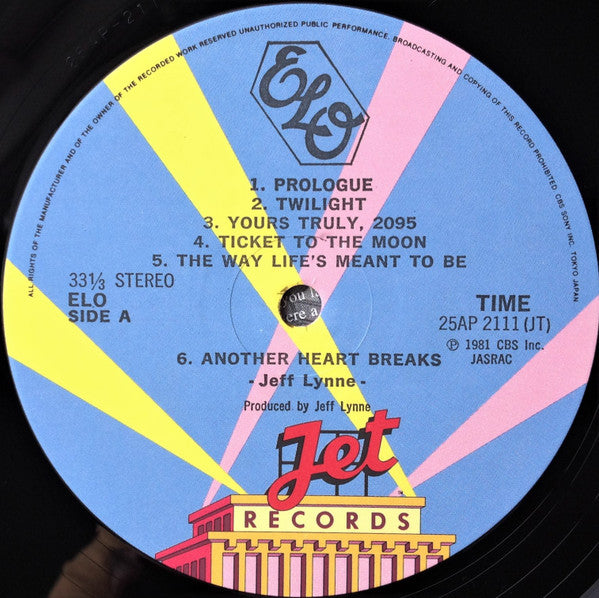 ALL RIGHTS OF THE MANUFACTURER AND OF THE OWNER OF THE RECORDED WORK RESERVED UNAUTHORIZED PUBLIC PERFORMANCE, BROADCASTING AND COPYING OF THIS RECORD PROHIBITED. CBS SONY INC. TOKYO JAPAN
ELO
1. PROLOGUE
2. TWILIGHT
3. YOURS TRULY, 2095
4. TICKET TO THE MOON
5. THE WAY LIFE'S MEANT TO BE
33⅓ STEREO
ELO
SIDE A
TIME
25AP 2111 (JT)
℗ 1981 CBS Inc.
JASRAC
6. ANOTHER HEART BREAKS
- Jeff Lynne -
Produced by Jeff Lynne
Jet
RECORDS